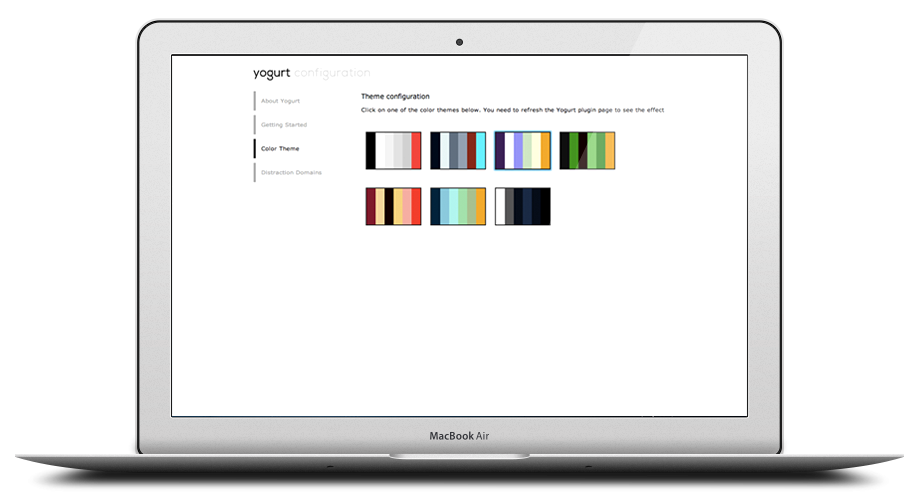 yogurt configuration
About Yogurt
Getting Started
Color Theme
Distraction Domains
Theme configuration
Click on one of the color themes below. You need to refresh the Yogurt plugin page to see the effect
MacBook Air